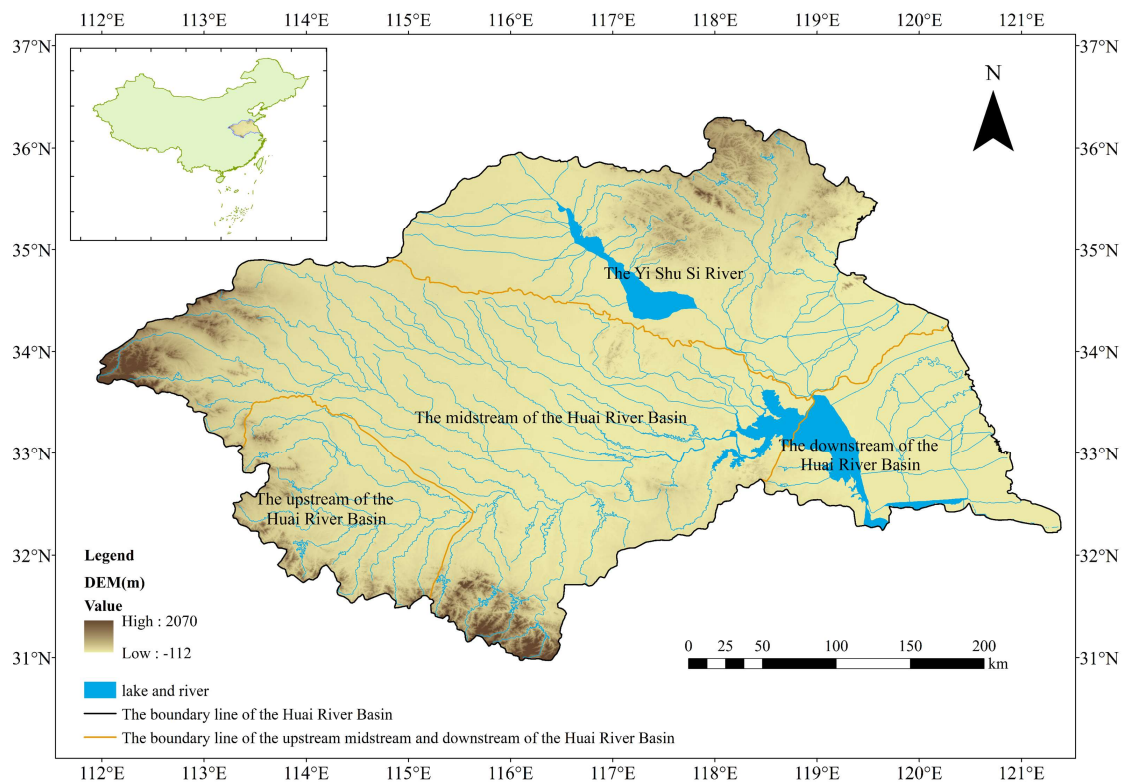 112°E 113°E 114°E 115°E 116°E 117°E 118°E 119°E 120°E 121°E
37°N 37°N
N
36°N 36°N
35°N 35°N
The Yi Shu Si River
34°N 34°N
The midstream of the Huai River Basin
33°N 33°N
The downstream of the
Huai River Basin
The upstream of the
Huai River Basin
32°N 32°N
Legend
DEM(m)
Value
High : 2070
Low : -112
31°N 31°N
0 25 50 100 150 200
km
lake and river
The boundary line of the Huai River Basin
The boundary line of the upstream midstream and downstream of the Huai River Basin
112°E 113°E 114°E 115°E 116°E 117°E 118°E 119°E 120°E 121°E